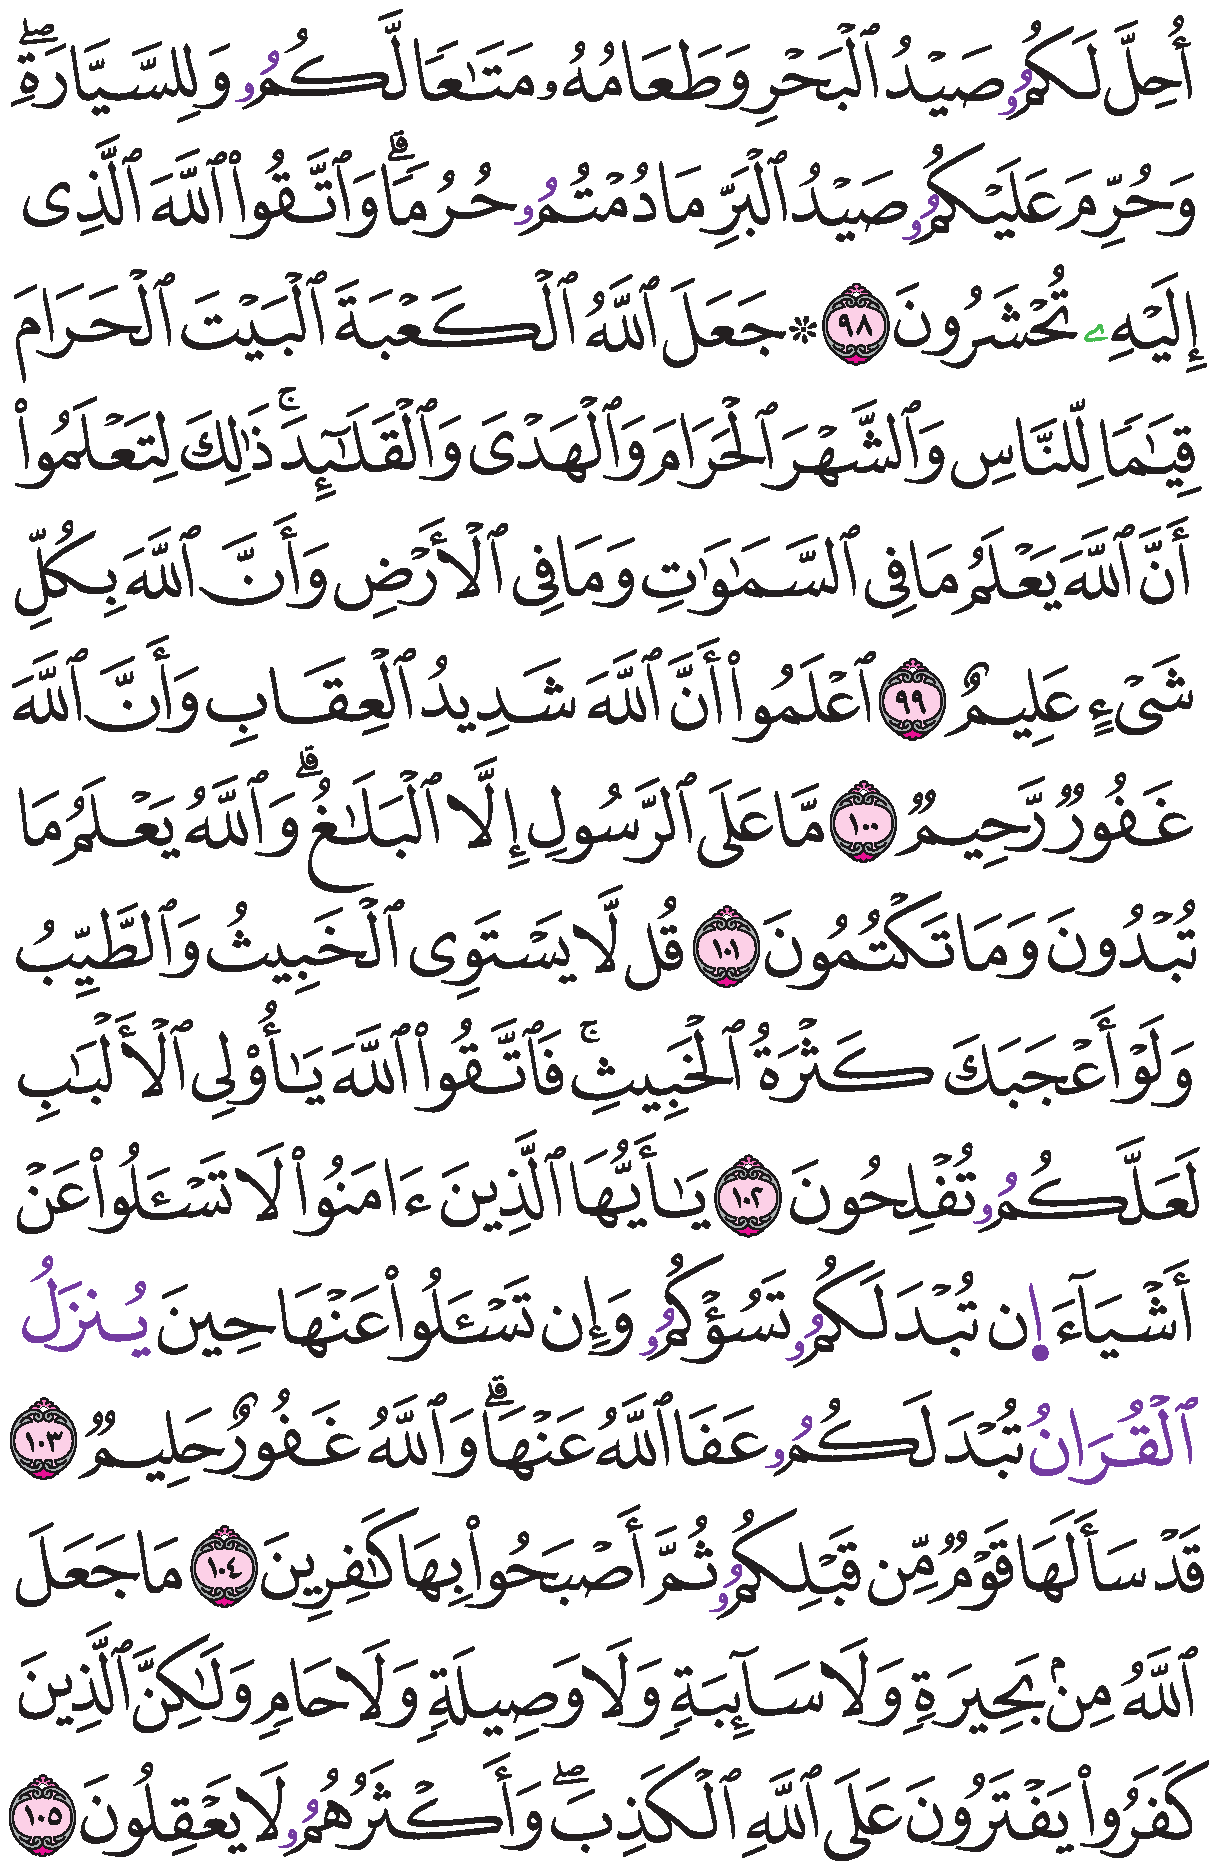 أُحِلَّ لَكُمُۥ صَيۡدُ ٱلۡبَحۡرِ وَطَعَامُهُۥ مَتَٰعٗا لَّكُمُۥ وَلِلسَّيَّارَةِۖ
وَحُرِّمَ عَلَيۡكُمُۥ صَيۡدُ ٱلۡبَرِّ مَا دُمۡتُمُۥ حُرُمٗاۗ وَٱتَّقُواْ ٱللَّهَ ٱلَّذِي
إِلَيۡهِۦ تُحۡشَرُونَ ٩٨ ۞ جَعَلَ ٱللَّهُ ٱلۡكَعۡبَةَ ٱلۡبَيۡتَ ٱلۡحَرَامَ
قِيَٰمٗا لِّلنَّاسِ وَٱلشَّهۡرَ ٱلۡحَرَامَ وَٱلۡهَدۡيَ وَٱلۡقَلَٰٓئِدَۚ ذَٰلِكَ لِتَعۡلَمُواْ
أَنَّ ٱللَّهَ يَعۡلَمُ مَا فِي ٱلسَّمَٰوَٰتِ وَمَا فِي ٱلۡأَرۡضِ وَأَنَّ ٱللَّهَ بِكُلِّ
شَيۡءٍ عَلِيمٌ ٩٩ ٱعۡلَمُواْ أَنَّ ٱللَّهَ شَدِيدُ ٱلۡعِقَابِ وَأَنَّ ٱللَّهَ
غَفُورٞ رَّحِيمٞ ١٠٠ مَّا عَلَى ٱلرَّسُولِ إِلَّا ٱلۡبَلَٰغُۗ وَٱللَّهُ يَعۡلَمُ مَا
تُبۡدُونَ وَمَا تَكۡتُمُونَ ١٠١ قُل لَّا يَسۡتَوِي ٱلۡخَبِيثُ وَٱلطَّيِّبُ
وَلَوۡ أَعۡجَبَكَ كَثۡرَةُ ٱلۡخَبِيثِۚ فَٱتَّقُواْ ٱللَّهَ يَٰٓأُوْلِي ٱلۡأَلۡبَٰبِ
لَعَلَّكُمُۥ تُفۡلِحُونَ ١٠٢ يَٰٓأَيُّهَا ٱلَّذِينَ ءَامَنُواْ لَا تَسۡـَٔلُواْ عَنۡ
أَشۡيَآءَ اِن تُبۡدَ لَكُمُۥ تَسُؤۡكُمُۥ وَإِن تَسۡـَٔلُواْ عَنۡهَا حِينَ يُنزَلُ
ٱلۡقُرَانُ تُبۡدَ لَكُمُۥ عَفَا ٱللَّهُ عَنۡهَاۗ وَٱللَّهُ غَفُورٌ حَلِيمٞ ١٠٣
قَدۡ سَأَلَهَا قَوۡمٞ مِّن قَبۡلِكُمُۥ ثُمَّ أَصۡبَحُواْ بِهَا كَٰفِرِينَ ١٠٤ مَا جَعَلَ
ٱللَّهُ مِنۢ بَحِيرَةٖ وَلَا سَآئِبَةٖ وَلَا وَصِيلَةٖ وَلَا حَامٖ وَلَٰكِنَّ ٱلَّذِينَ
كَفَرُواْ يَفۡتَرُونَ عَلَى ٱللَّهِ ٱلۡكَذِبَۖ وَأَكۡثَرُهُمُۥ لَا يَعۡقِلُونَ ١٠٥